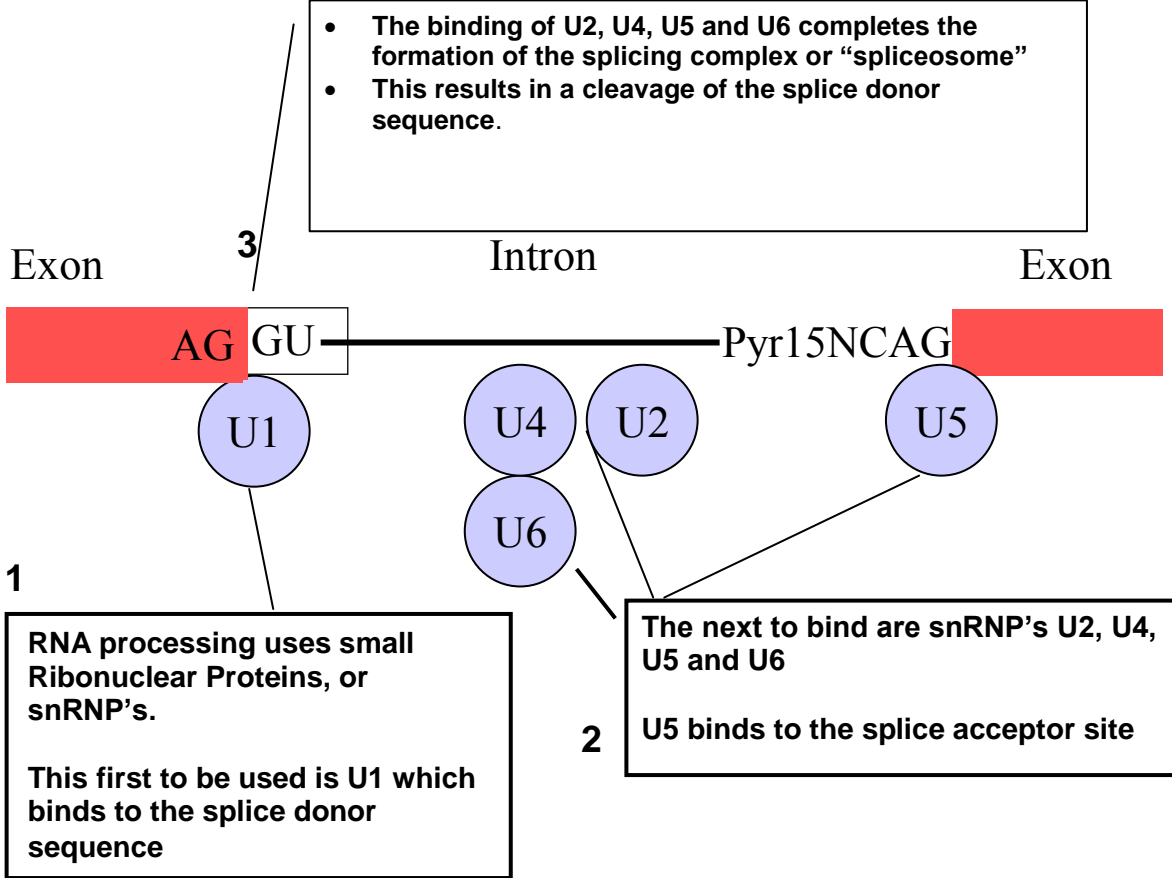 • The binding of U2, U4, U5 and U6 completes the
formation of the splicing complex or “spliceosome”
• This results in a cleavage of the splice donor
sequence.
3
Exon
Intron
Exon
AG GU
Pyr15NCAG
U1
U4
U2
U5
U6
1
RNA processing uses small
Ribonuclear Proteins, or
snRNP’s.
This first to be used is U1 which
binds to the splice donor
sequence
2
The next to bind are snRNP’s U2, U4,
U5 and U6
U5 binds to the splice acceptor site